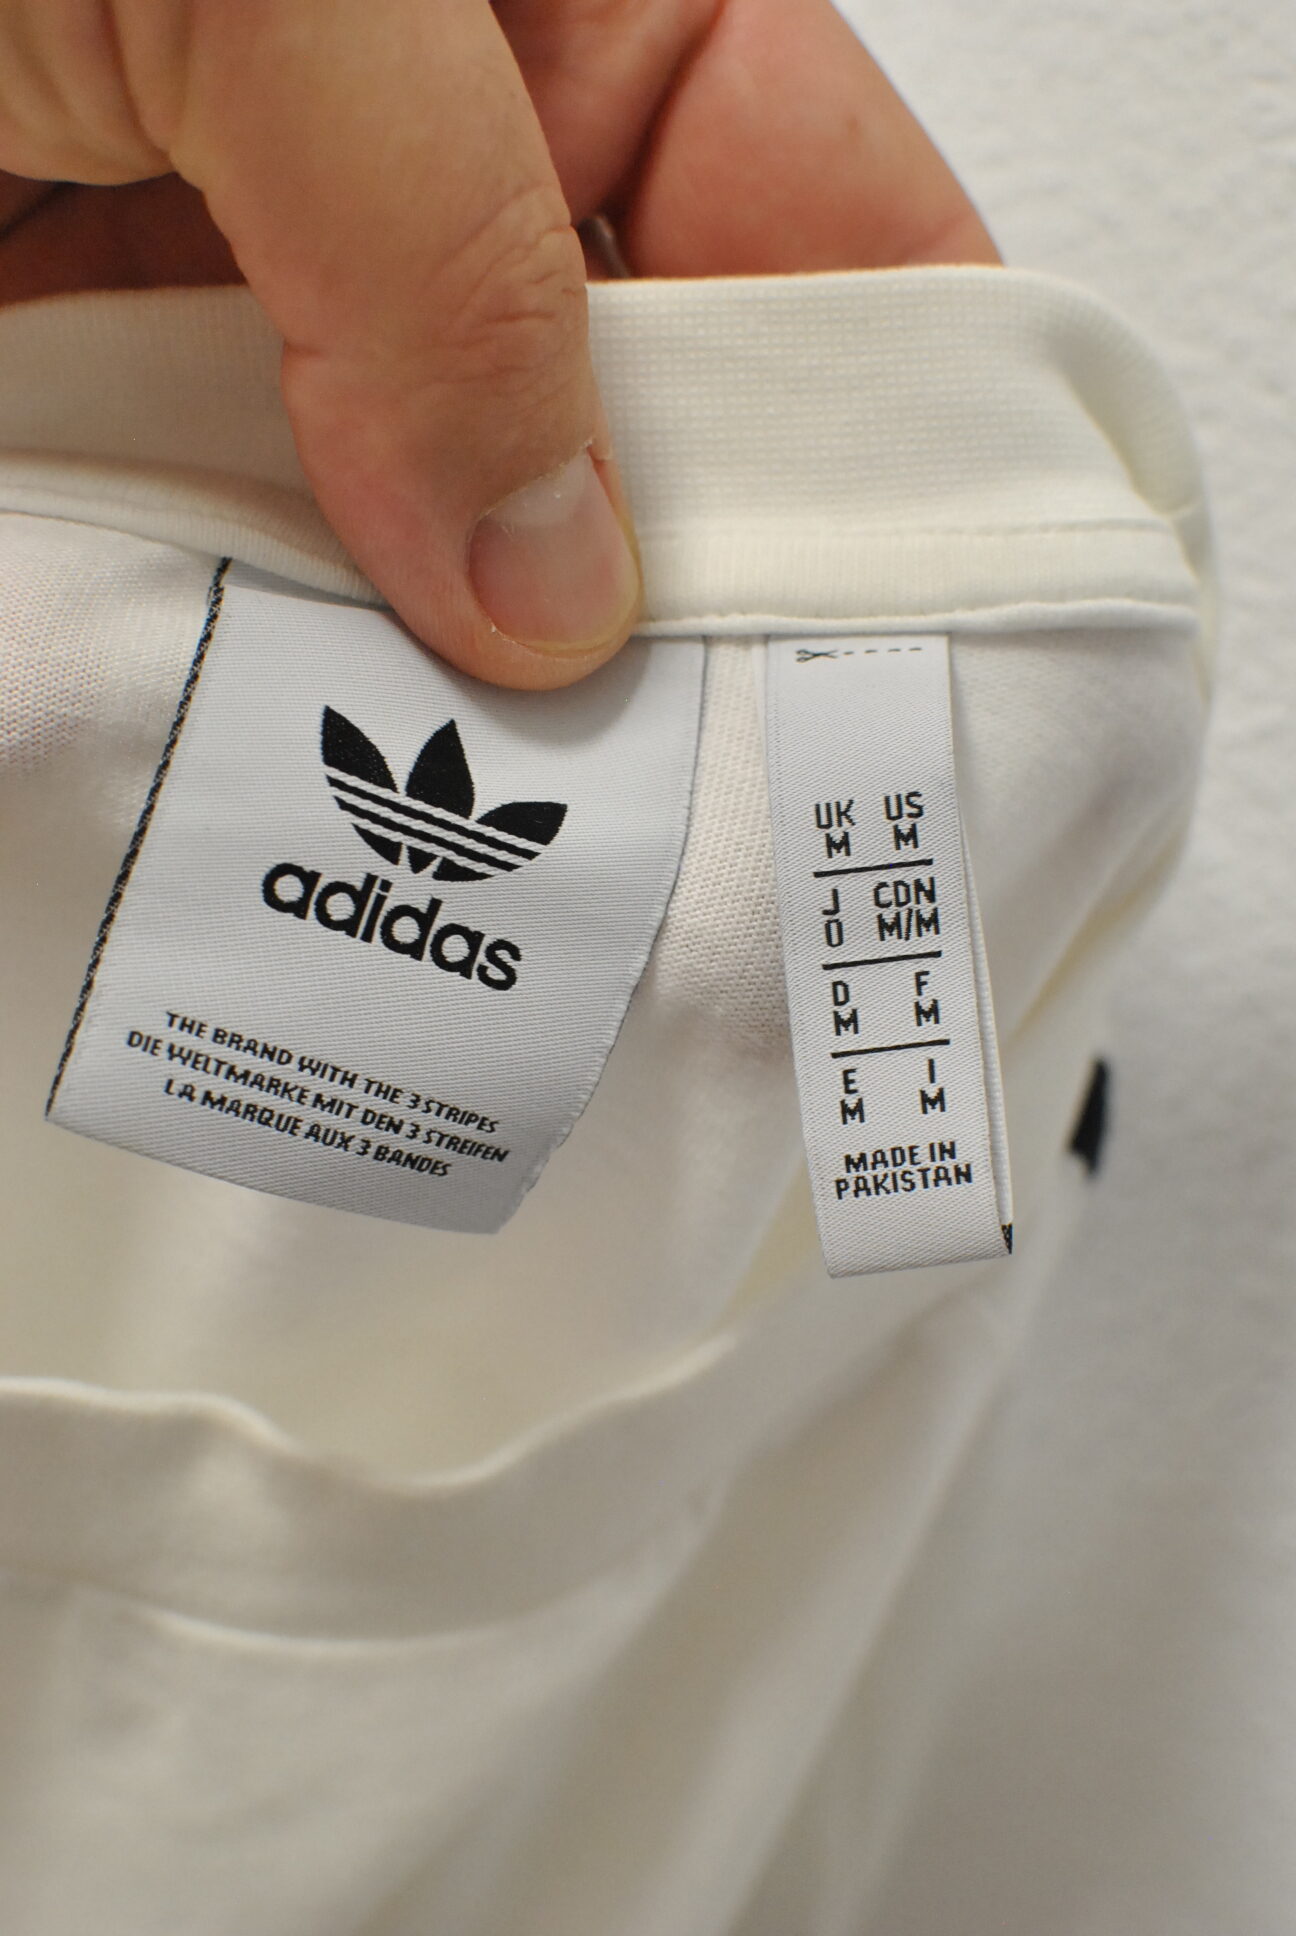 adidas
THE BRAND WITH THE 3 STRIPES
DIE WELTMARKE MIT DEN 3 STREIFEN
LA MARQUE AUX 3 BANDES
UK US
M M
J CDN
O M/M
D F
M M
E I
M M
MADE IN
PAKISTAN